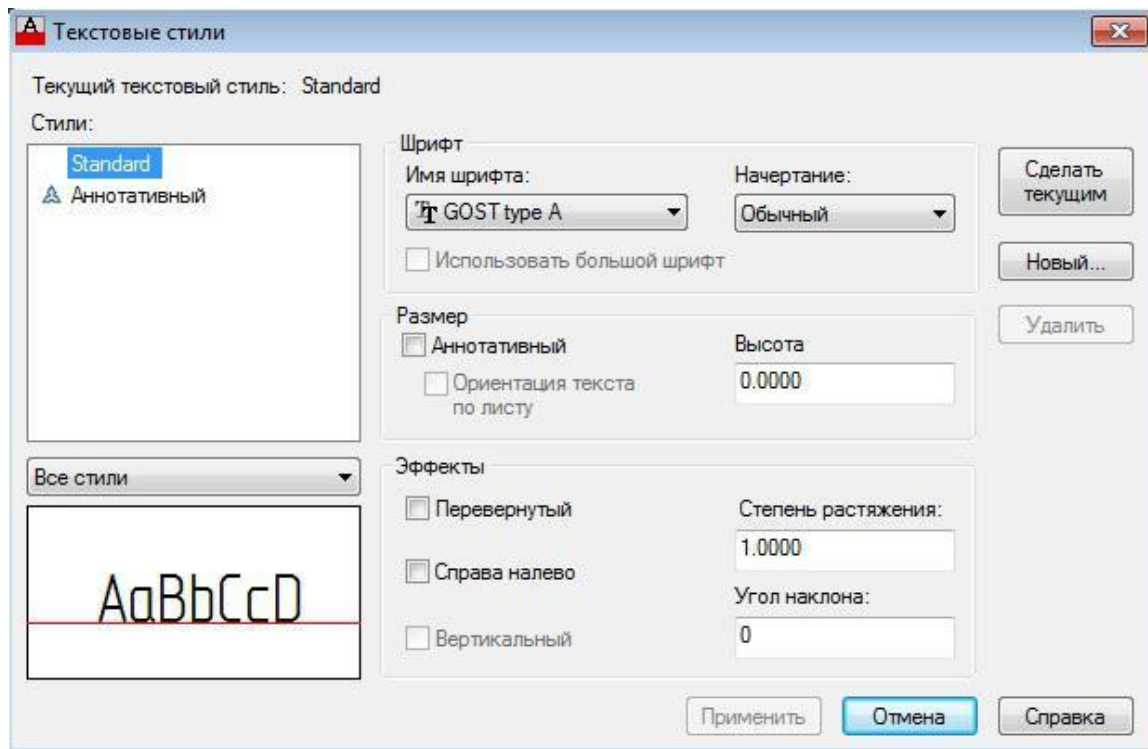 Текстовые стили
Текущий текстовый стиль: Standard
Стили:
Standard
Аннотативный
Все стили
AaBbCcD
Шрифт
Имя шрифта:
Начертание:
GOST type A
Обычный
Использовать большой шрифт
Размер
Аннотативный
Высота
Ориентация текста
по листу
0.0000
Эффекты
Перевернутый
Степень растяжения:
1.0000
Справа налево
Угол наклона:
Вертикальный
0
Сделать
текущим
Новый...
Удалить
Применить
Отмена
Справка